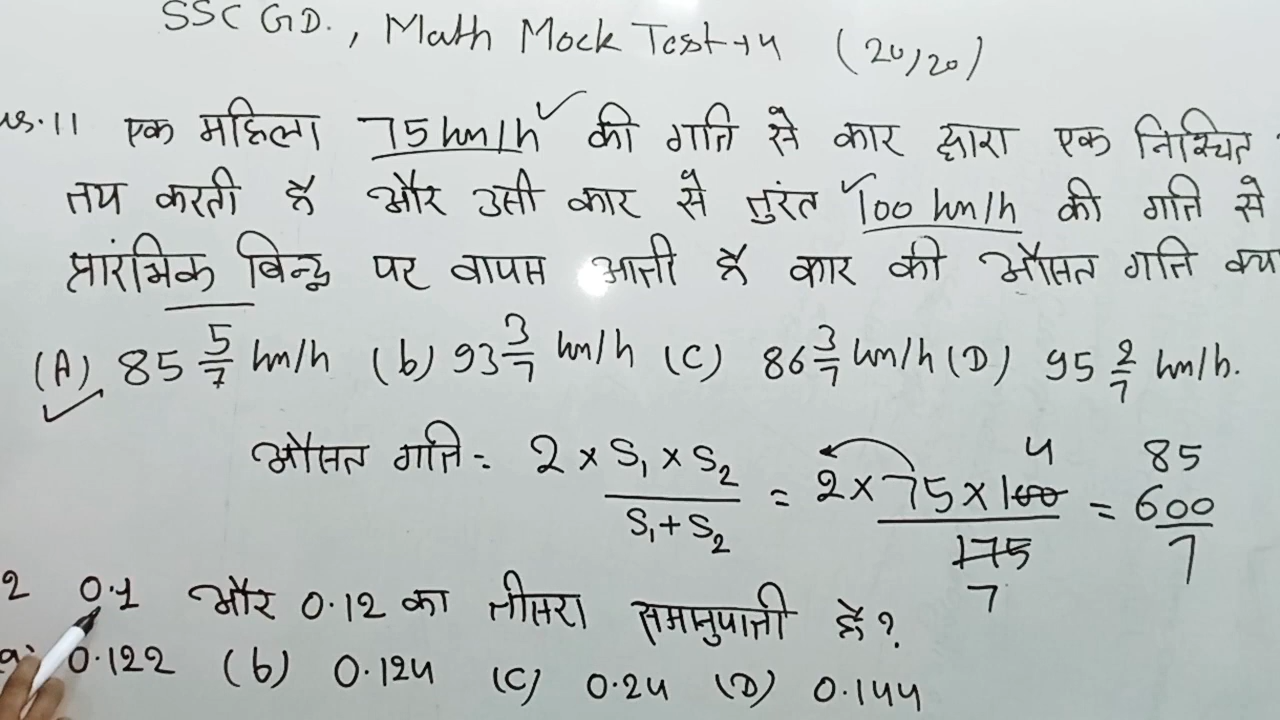 SSC GD. , Math Mock Test-14 (20/20)
11 एक महिला 75 km/h की गति से कार द्वारा एक निश्चित
तय करती है और उसी कार से तुरंत 100 km/h की गति से
प्रारंभिक बिन्दु पर वापस आती है कार की औसत गति क्या
(A) 85 5/7 km/h (b) 93 3/7 km/h (C) 86 3/7 km/h (D) 95 2/7 km/h.
औसत गति = 2 × S₁ × S₂ / S₁ + S₂ = 2 × 75 × 100 4 / 175 7 = 85 600 / 7
2 0.1 और 0.12 का तीसरा समानुपाती है?
0.122 (b) 0.124 (C) 0.24 (D) 0.144